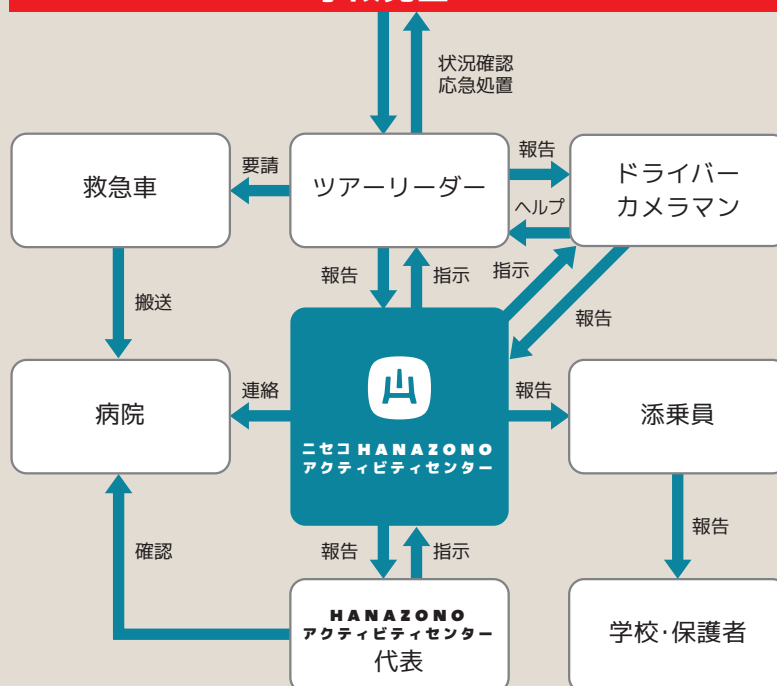 状況確認
応急処置
救急車
要請
ツアーリーダー
報告
ヘルプ
ドライバー
カメラマン
報告
指示
指示
報告
搬送
病院
連絡
ニセコ HANAZONO
アクティビティセンター
報告
添乗員
報告
確認
報告
指示
HANAZONO
アクティビティセンター
代表
学校・保護者